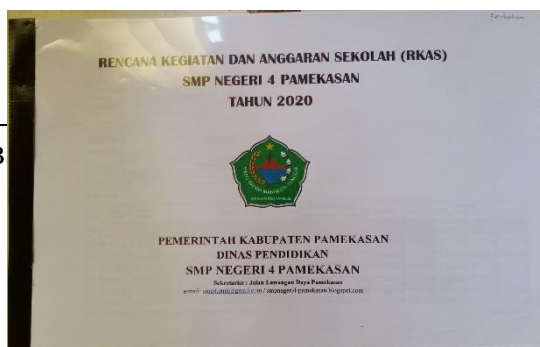 Perubahan
RENCANA KEGIATAN DAN ANGGARAN SEKOLAH (RKAS)
SMP NEGERI 4 PAMEKASAN
TAHUN 2020
PEMERINTAH KABUPATEN PAMEKASAN
DINAS PENDIDIKAN
SMP NEGERI 4 PAMEKASAN
Sekretariat : Jalan Lawangan Daya Pamekasan